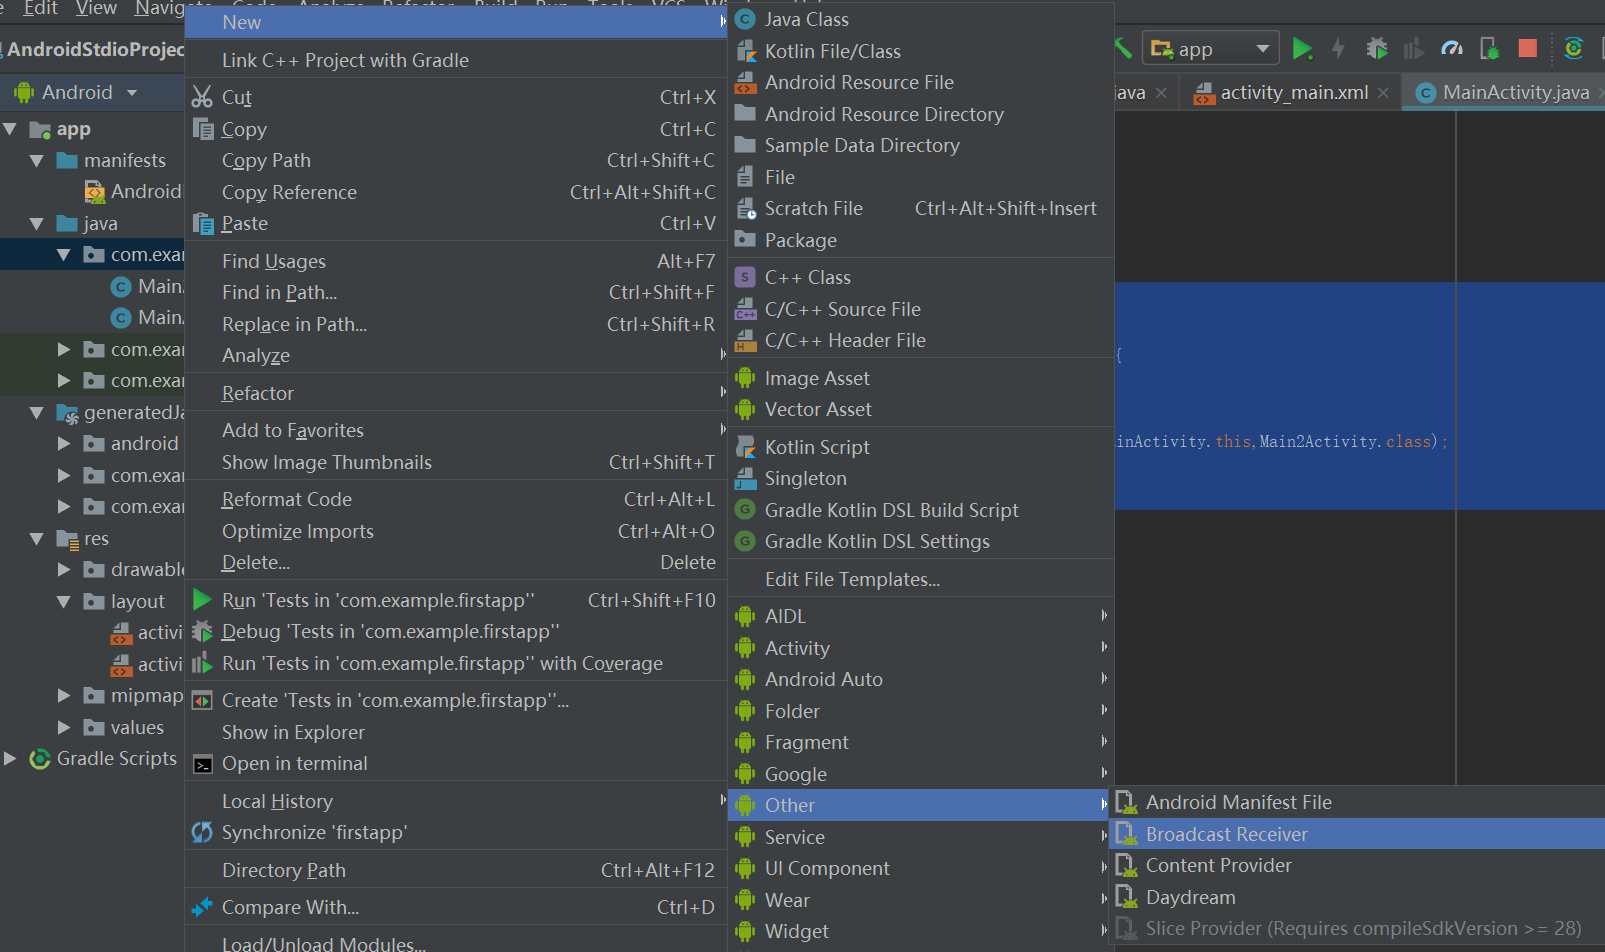 Edit View
AndroidStdioProjec
Android
app
manifests
Android
java
com.exa
Main
Main
com.exa
com.exa
generatedJa
android
com.exa
com.exa
res
drawable
layout
activi
activi
mipmap
values
Gradle Scripts
New
Link C++ Project with Gradle
Cut Ctrl+X
Copy Ctrl+C
Copy Path Ctrl+Shift+C
Copy Reference Ctrl+Alt+Shift+C
Paste Ctrl+V
Find Usages Alt+F7
Find in Path... Ctrl+Shift+F
Replace in Path... Ctrl+Shift+R
Analyze
Refactor
Add to Favorites
Show Image Thumbnails Ctrl+Shift+T
Reformat Code Ctrl+Alt+L
Optimize Imports Ctrl+Alt+O
Delete... Delete
Run 'Tests in 'com.example.firstapp'' Ctrl+Shift+F10
Debug 'Tests in 'com.example.firstapp''
Run 'Tests in 'com.example.firstapp'' with Coverage
Create 'Tests in 'com.example.firstapp''...
Show in Explorer
Open in terminal
Local History
Synchronize 'firstapp'
Directory Path Ctrl+Alt+F12
Compare With... Ctrl+D
Load/Unload Modules...
Java Class
Kotlin File/Class
Android Resource File
Android Resource Directory
Sample Data Directory
File
Scratch File Ctrl+Alt+Shift+Insert
Package
C++ Class
C/C++ Source File
C/C++ Header File
Image Asset
Vector Asset
Kotlin Script
Singleton
Gradle Kotlin DSL Build Script
Gradle Kotlin DSL Settings
Edit File Templates...
AIDL
Activity
Android Auto
Folder
Fragment
Google
Other
Service
UI Component
Wear
Widget
Android Manifest File
Broadcast Receiver
Content Provider
Daydream
Slice Provider (Requires compileSdkVersion >= 28)
app
java activity_main.xml MainActivity.java
{
inActivity.this,Main2Activity.class);